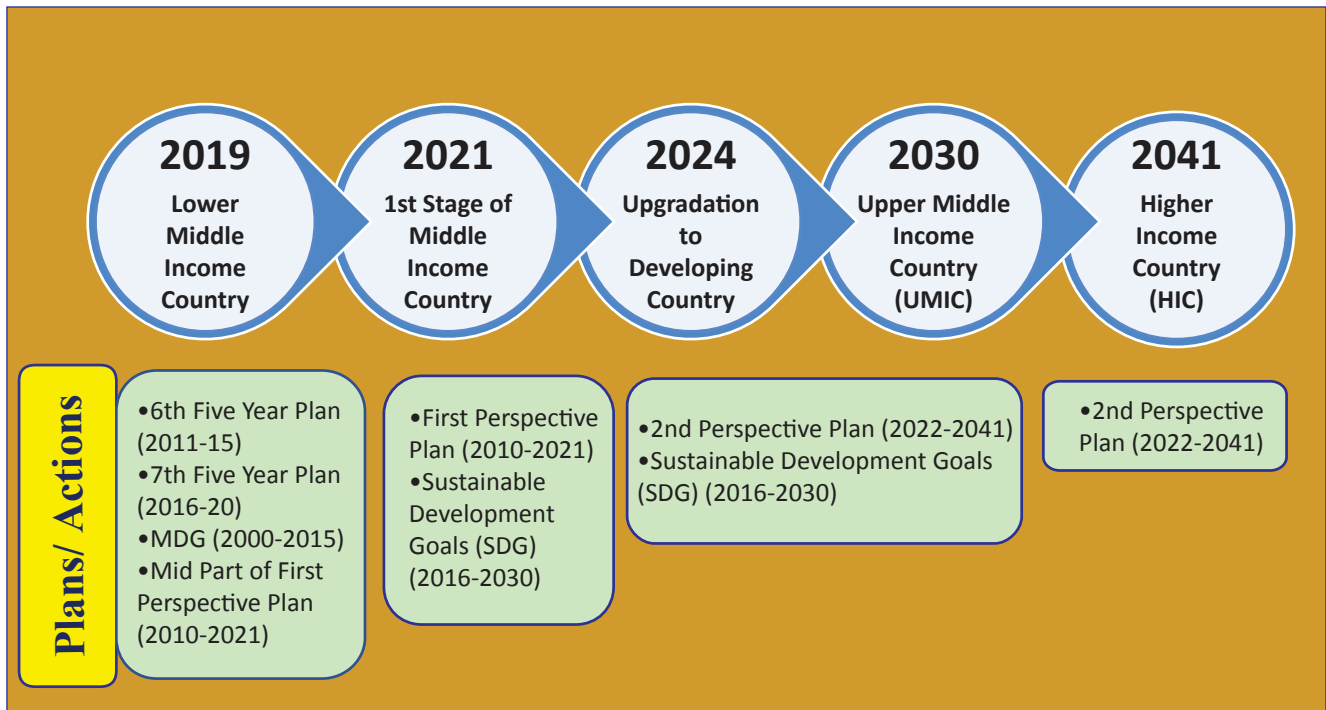 2019
Lower
Middle
Income
Country
2021
1st Stage of
Middle
Income
Country
2024
Upgradation
to
Developing
Country
2030
Upper Middle
Income
Country
(UMIC)
2041
Higher
Income
Country
(HIC)
Plans/ Actions
•6th Five Year Plan
(2011-15)
•7th Five Year Plan
(2016-20)
•MDG (2000-2015)
•Mid Part of First
Perspective Plan
(2010-2021)
•First Perspective
Plan (2010-2021)
•Sustainable
Development
Goals (SDG)
(2016-2030)
•2nd Perspective Plan (2022-2041)
•Sustainable Development Goals
(SDG) (2016-2030)
•2nd Perspective
Plan (2022-2041)